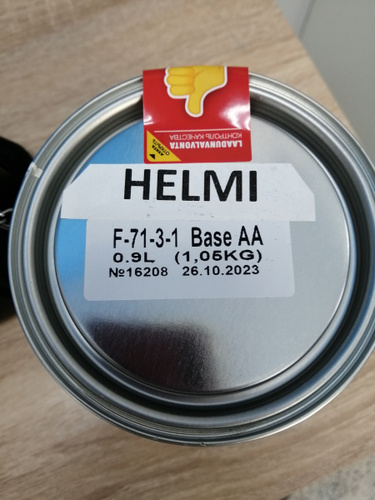 LAADUNVALVONTA
КОНТРОЛЬ КАЧЕСТВА
HELMI
F-71-3-1 Base AA
0.9L (1,05KG)
№16208 26.10.2023